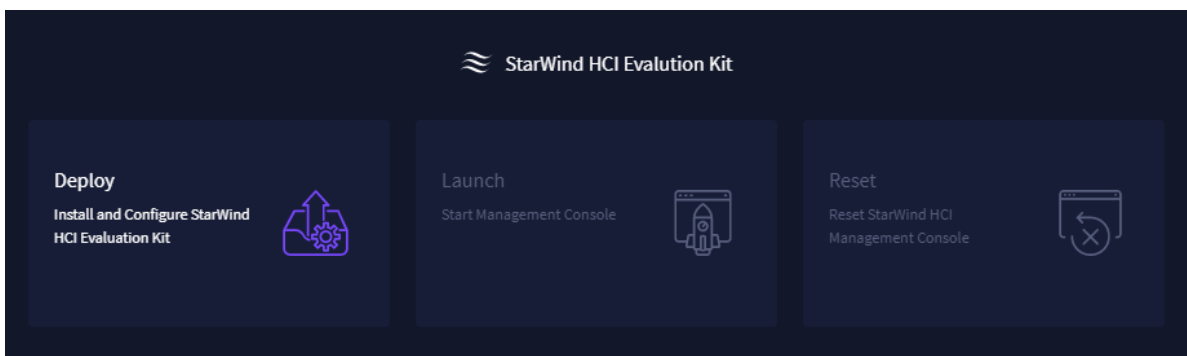 StarWind HCI Evalution Kit
Deploy
Install and Configure StarWind
HCI Evaluation Kit
Launch
Start Management Console
Reset
Reset StarWind HCI
Management Console